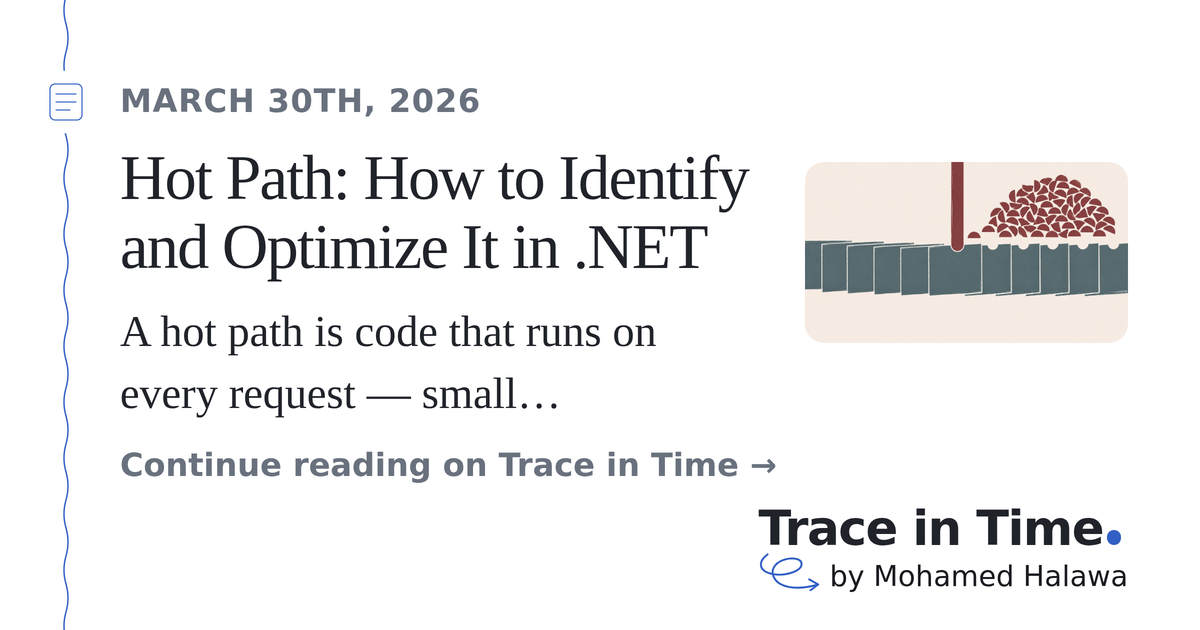 MARCH 30TH, 2026
Hot Path: How to Identify
and Optimize It in .NET
A hot path is code that runs on
every request — small…
Continue reading on Trace in Time →
Trace in Time.
by Mohamed Halawa